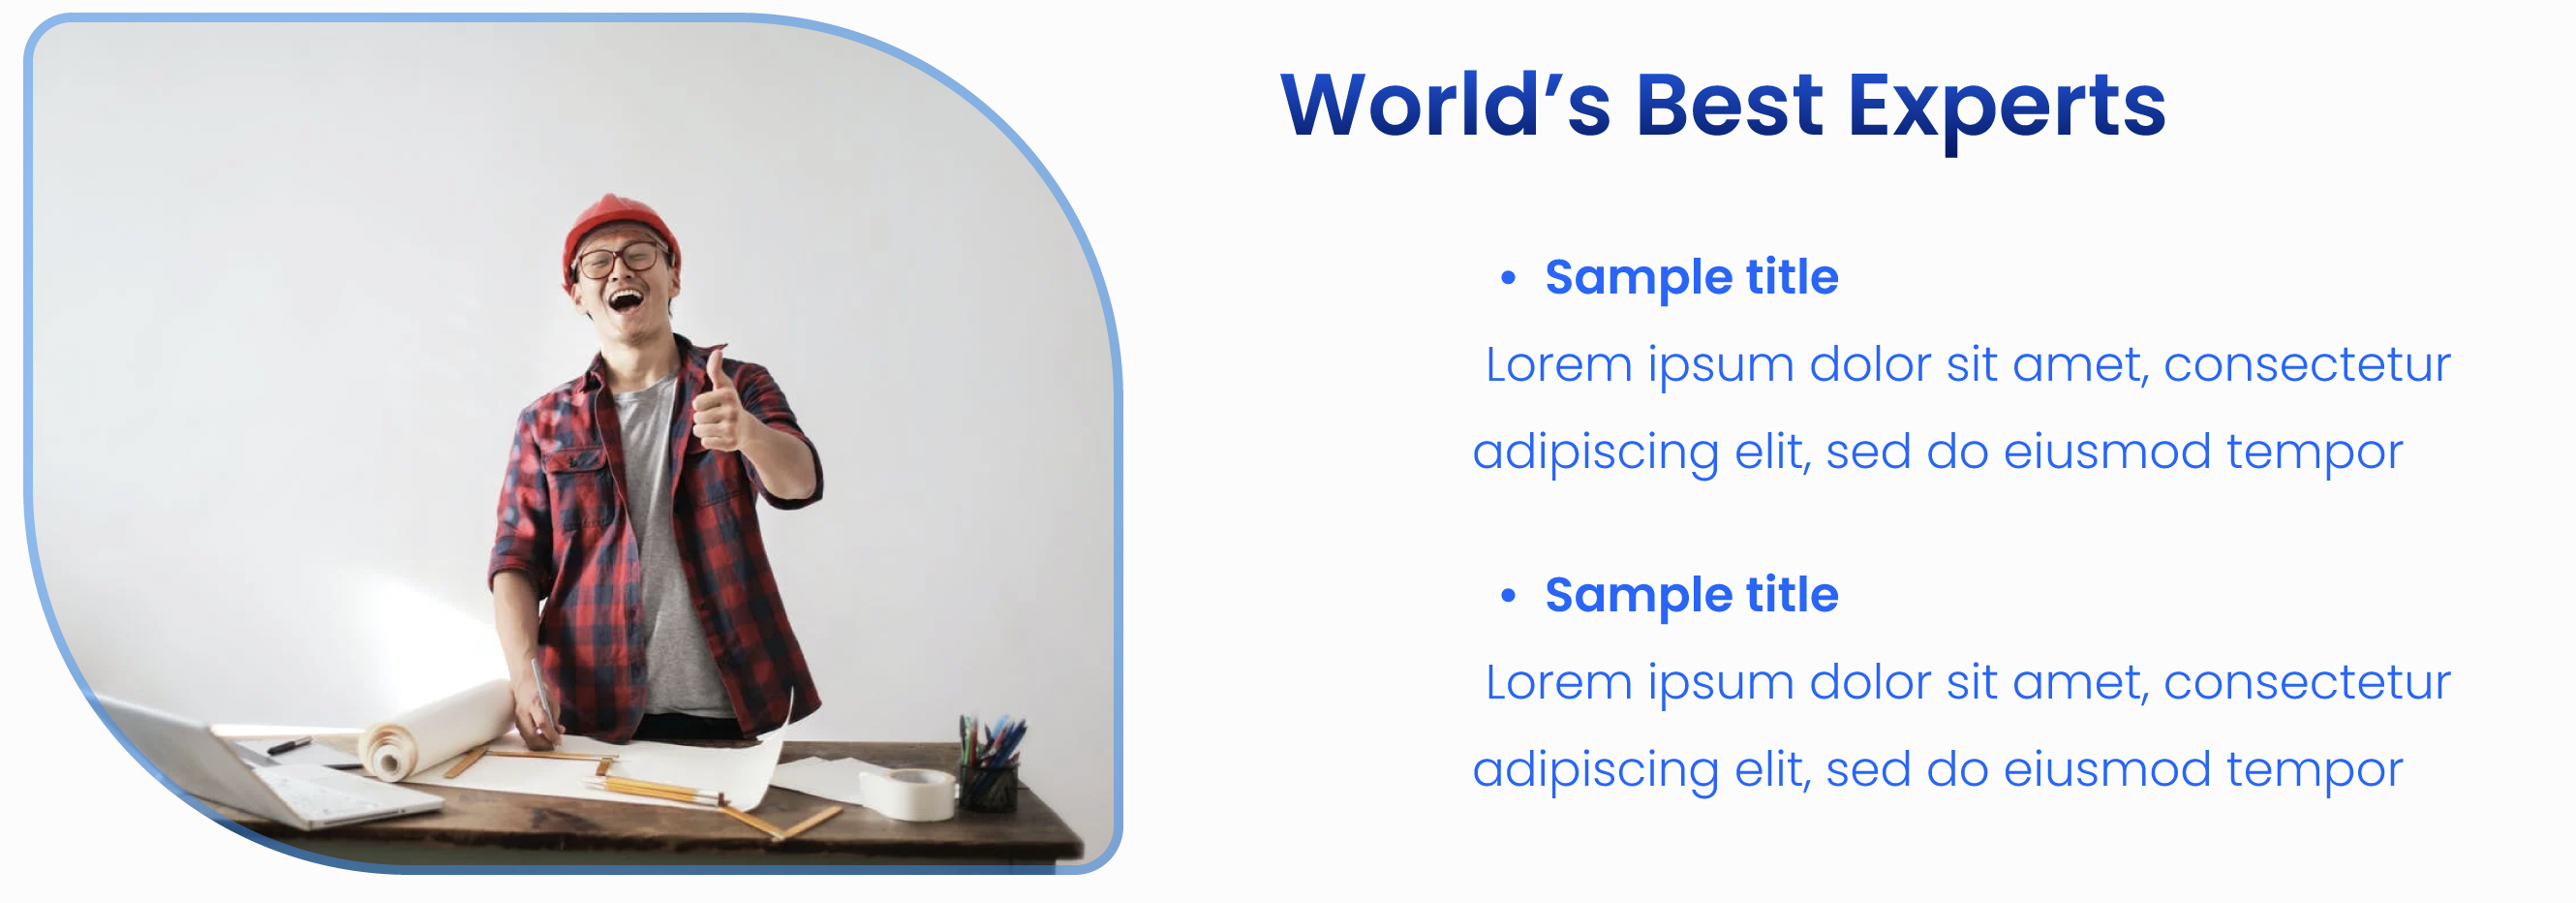 World’s Best Experts
• Sample title
Lorem ipsum dolor sit amet, consectetur
adipiscing elit, sed do eiusmod tempor
• Sample title
Lorem ipsum dolor sit amet, consectetur
adipiscing elit, sed do eiusmod tempor